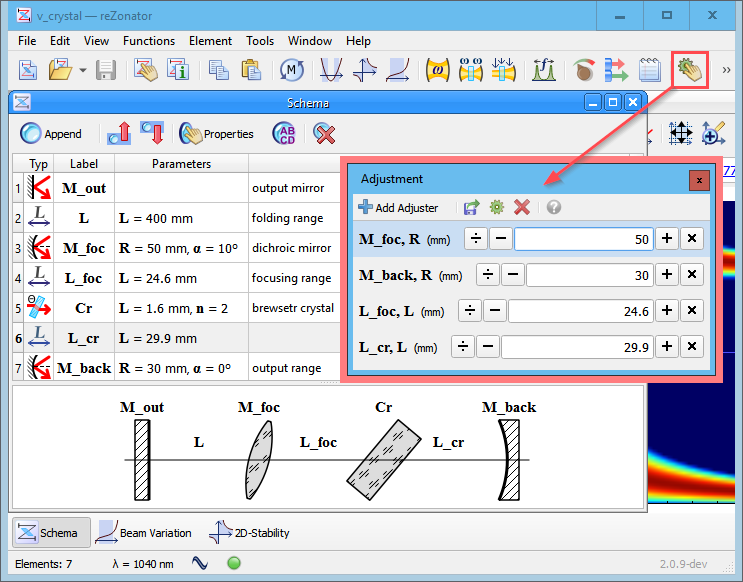 v_crystal — reZonator
File Edit View Functions Element Tools Window Help
Schema
Append Properties
Typ Label Parameters
1 M_out output mirror
2 L L = 400 mm folding range
3 M_foc R = 50 mm, α = 10° dichroic mirror
4 L_foc L = 24.6 mm focusing range
5 Cr L = 1.6 mm, n = 2 brewsetr crystal
6 L_cr L = 29.9 mm
7 M_back R = 30 mm, α = 0° output range
77
Adjustment
Add Adjuster
M_foc, R (mm) ÷ − 50 + ×
M_back, R (mm) ÷ − 30 + ×
L_foc, L (mm) ÷ − 24.6 + ×
L_cr, L (mm) ÷ − 29.9 + ×
M_out M_foc Cr M_back
L L_foc L_cr
Schema Beam Variation 2D-Stability
Elements: 7 λ = 1040 nm 2.0.9-dev